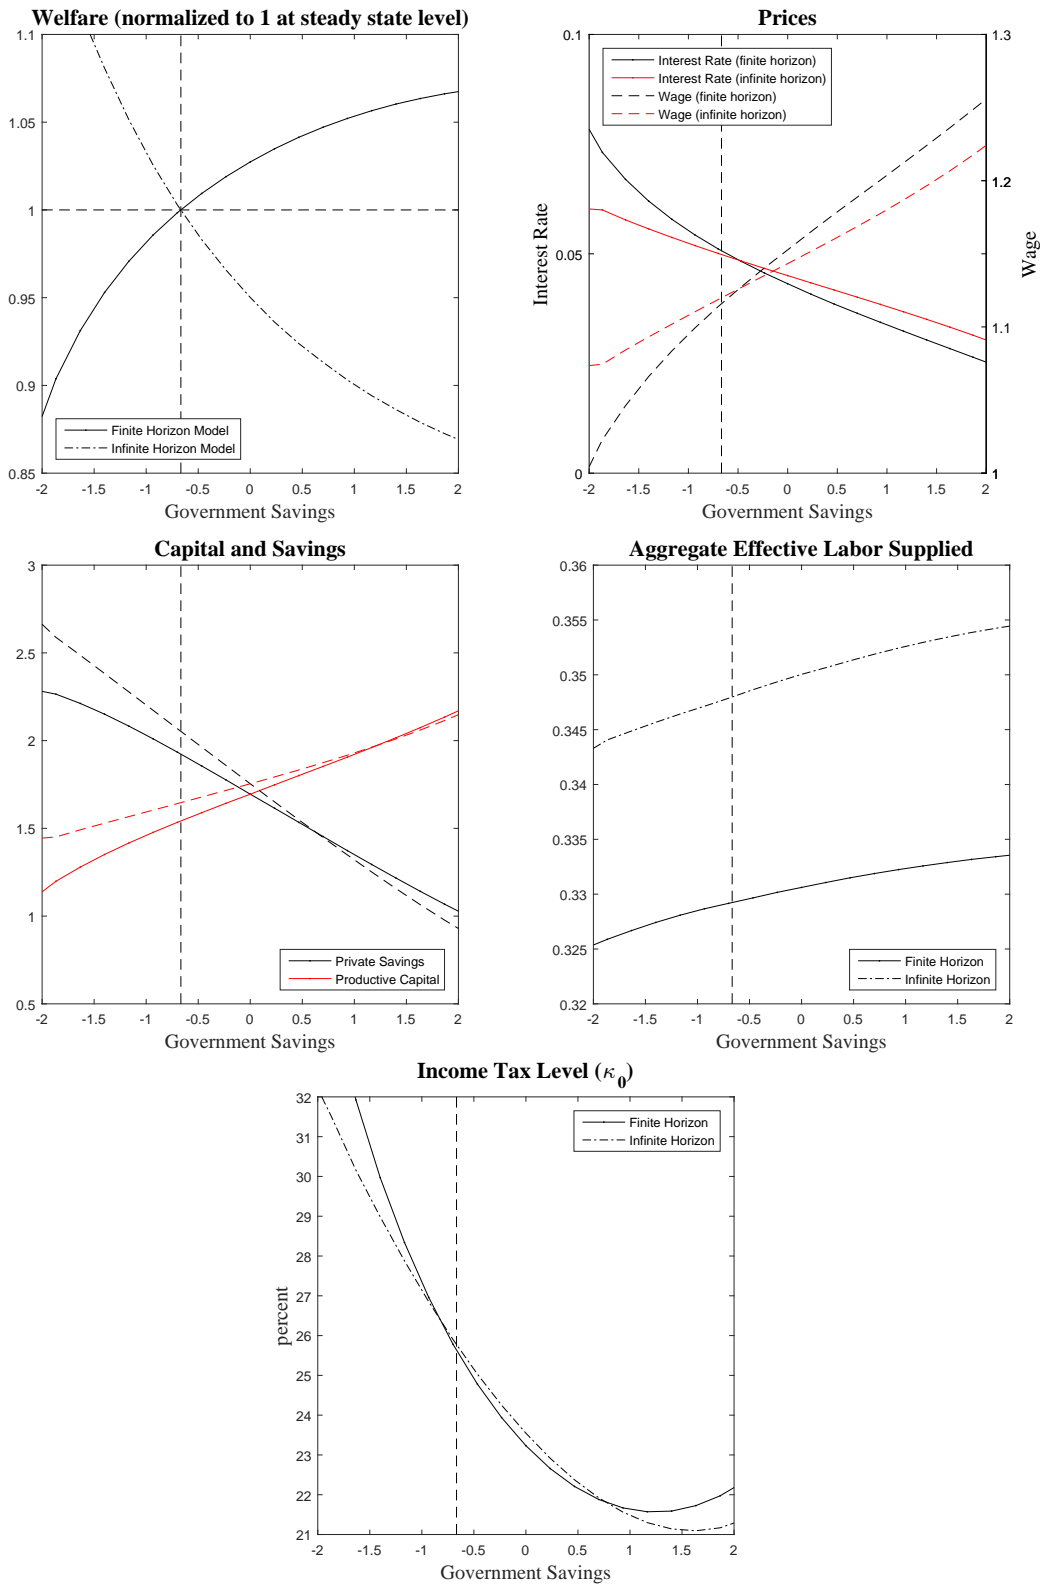 Welfare (normalized to 1 at steady state level)
1.1
1.05
1
0.95
0.9
0.85
Finite Horizon Model
Infinite Horizon Model
-2 -1.5 -1 -0.5 0 0.5 1 1.5 2
Government Savings
Prices
0.1
0.05
0
Interest Rate
Interest Rate (finite horizon)
Interest Rate (infinite horizon)
Wage (finite horizon)
Wage (infinite horizon)
1.3
1.2
1.1
1
Wage
-2 -1.5 -1 -0.5 0 0.5 1 1.5 2
Government Savings
Capital and Savings
3
2.5
2
1.5
1
0.5
Private Savings
Productive Capital
-2 -1.5 -1 -0.5 0 0.5 1 1.5 2
Government Savings
Aggregate Effective Labor Supplied
0.36
0.355
0.35
0.345
0.34
0.335
0.33
0.325
0.32
Finite Horizon
Infinite Horizon
-2 -1.5 -1 -0.5 0 0.5 1 1.5 2
Government Savings
Income Tax Level (κ0)
32
31
30
29
28
27
26
25
24
23
22
21
percent
Finite Horizon
Infinite Horizon
-2 -1.5 -1 -0.5 0 0.5 1 1.5 2
Government Savings